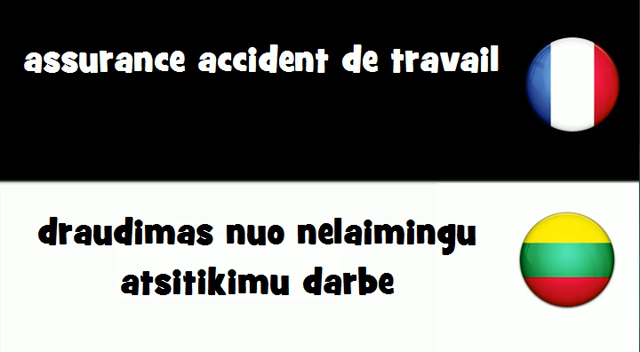 assurance accident de travail
draudimas nuo nelaimingu
atsitikimu darbe